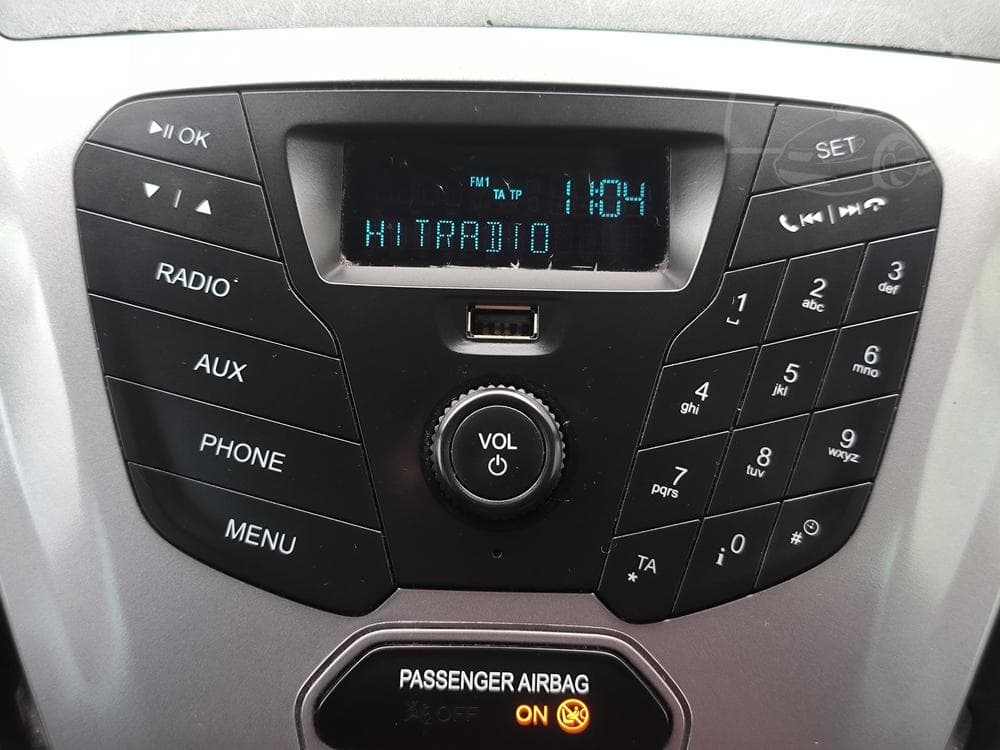 ▶II OK
▼ | ▲
RADIO
AUX
PHONE
MENU
FM1
TA TP
11:04
HITRADIO
VOL
SET
1
2
abc
3
def
4
ghi
5
jkl
6
mno
7
pqrs
8
tuv
9
wxyz
TA
*
i 0
#
PASSENGER AIRBAG
OFF
ON